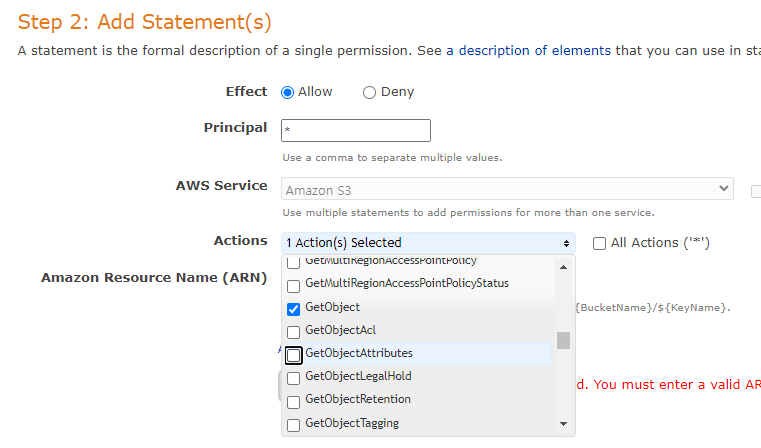 Step 2: Add Statement(s)
A statement is the formal description of a single permission. See a description of elements that you can use in sta
Effect Allow Deny
Principal *
Use a comma to separate multiple values.
AWS Service Amazon S3
Use multiple statements to add permissions for more than one service.
Actions 1 Action(s) Selected All Actions ('*')
GetMultiRegionAccessPointPolicy
Amazon Resource Name (ARN)
GetMultiRegionAccessPointPolicyStatus
GetObject {BucketName}/${KeyName}.
GetObjectAcl
GetObjectAttributes
GetObjectLegalHold d. You must enter a valid AR
GetObjectRetention
GetObjectTagging